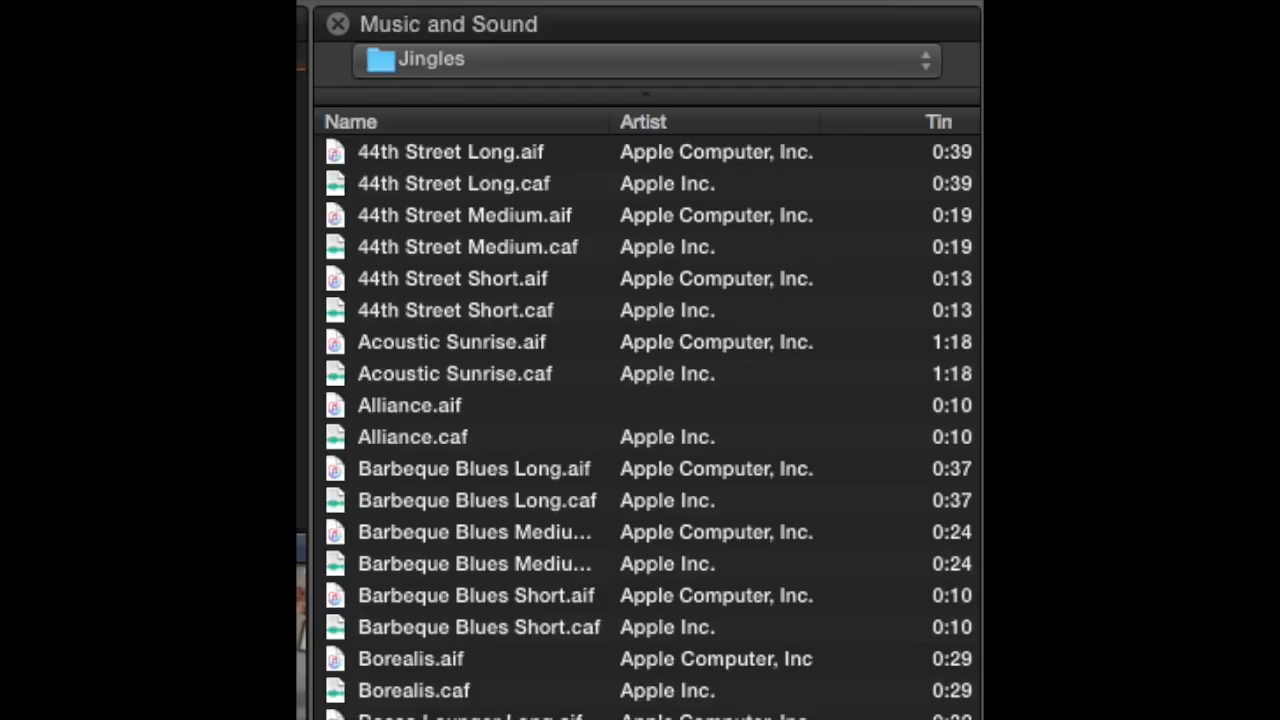 Music and Sound
Jingles
Name Artist Tin
44th Street Long.aif Apple Computer, Inc. 0:39
44th Street Long.caf Apple Inc. 0:39
44th Street Medium.aif Apple Computer, Inc. 0:19
44th Street Medium.caf Apple Inc. 0:19
44th Street Short.aif Apple Computer, Inc. 0:13
44th Street Short.caf Apple Inc. 0:13
Acoustic Sunrise.aif Apple Computer, Inc. 1:18
Acoustic Sunrise.caf Apple Inc. 1:18
Alliance.aif 0:10
Alliance.caf Apple Inc. 0:10
Barbeque Blues Long.aif Apple Computer, Inc. 0:37
Barbeque Blues Long.caf Apple Inc. 0:37
Barbeque Blues Mediu... Apple Computer, Inc. 0:24
Barbeque Blues Mediu... Apple Inc. 0:24
Barbeque Blues Short.aif Apple Computer, Inc. 0:10
Barbeque Blues Short.caf Apple Inc. 0:10
Borealis.aif Apple Computer, Inc 0:29
Borealis.caf Apple Inc. 0:29